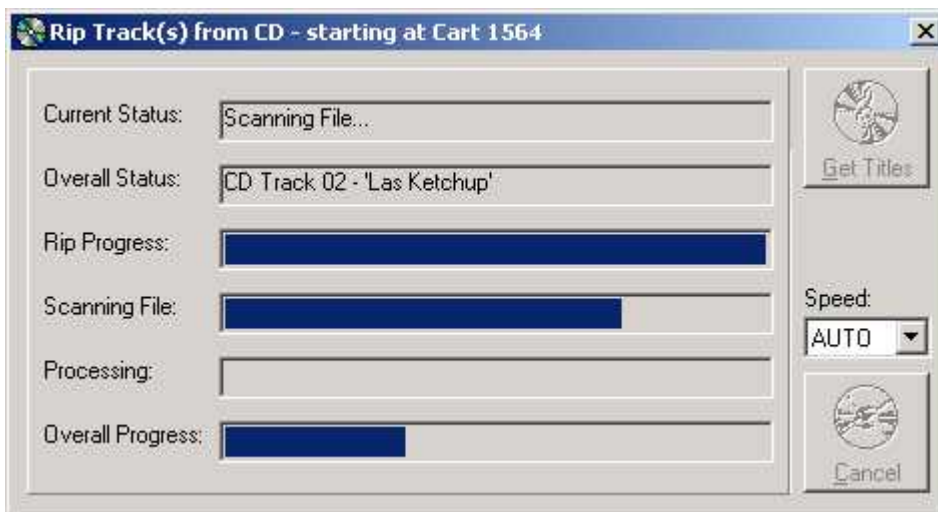 Rip Track(s) from CD - starting at Cart 1564
Current Status: Scanning File...
Overall Status: CD Track 02 - 'Las Ketchup'
Rip Progress:
Scanning File:
Processing:
Overall Progress:
Get Titles
Speed:
AUTO
Cancel